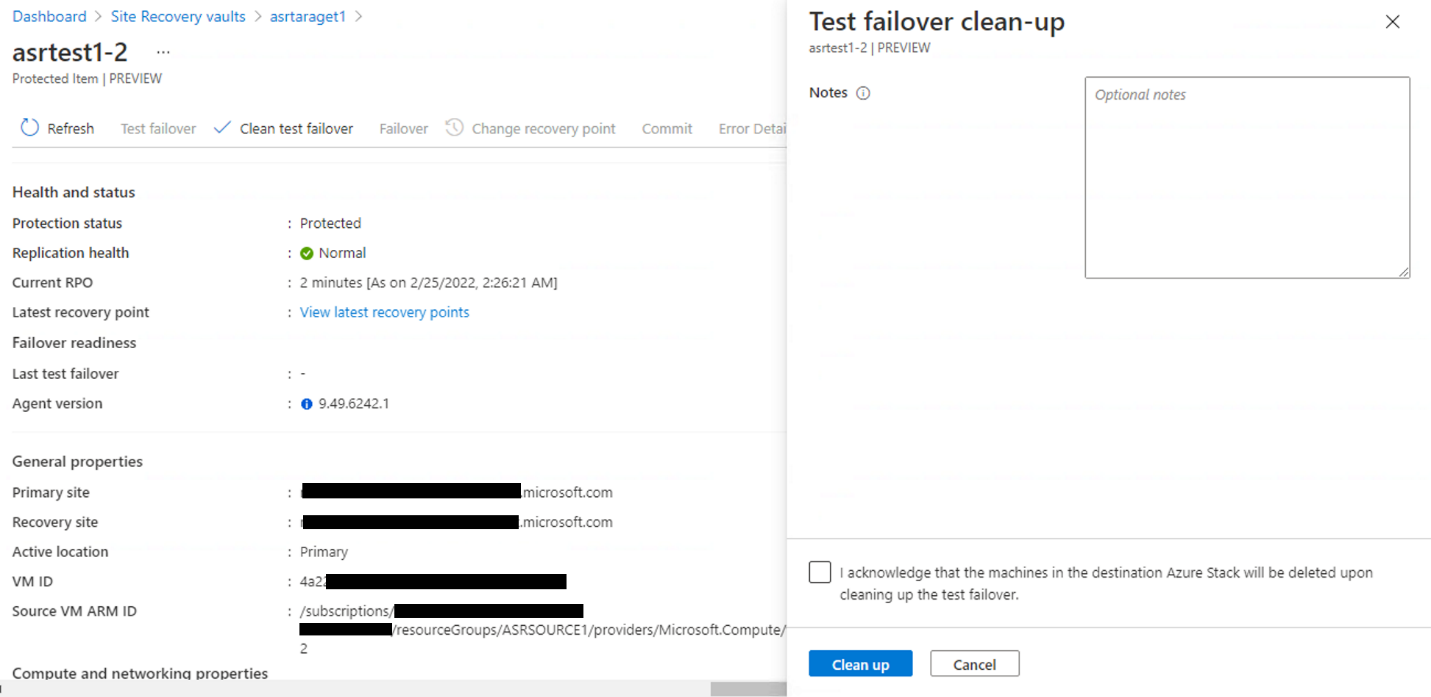 Dashboard > Site Recovery vaults > asrtaraget1 >
asrtest1-2 ...
Protected Item | PREVIEW
Refresh Test failover Clean test failover Failover Change recovery point Commit Error Detai
Health and status
Protection status : Protected
Replication health : Normal
Current RPO : 2 minutes [As on 2/25/2022, 2:26:21 AM]
Latest recovery point : View latest recovery points
Failover readiness
Last test failover : -
Agent version : 9.49.6242.1
General properties
Primary site : .microsoft.com
Recovery site : .microsoft.com
Active location : Primary
VM ID : 4a22
Source VM ARM ID : /subscriptions/
/resourceGroups/ASRSOURCE1/providers/Microsoft.Compute/
2
Compute and networking properties
Test failover clean-up
asrtest1-2 | PREVIEW
Notes
Optional notes
I acknowledge that the machines in the destination Azure Stack will be deleted upon
cleaning up the test failover.
Clean up Cancel